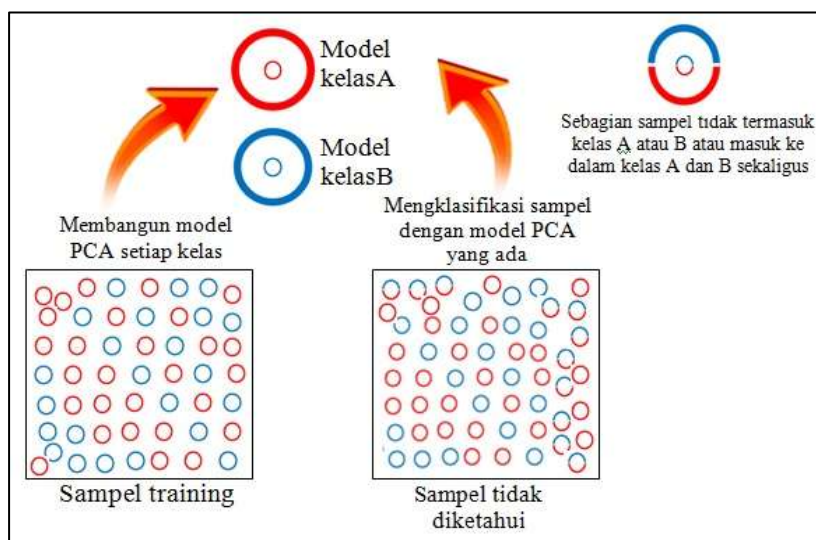 Model
kelasA
Model
kelasB
Sebagian sampel tidak termasuk
kelas A atau B atau masuk ke
dalam kelas A dan B sekaligus
Membangun model
PCA setiap kelas
Mengklasifikasi sampel
dengan model PCA
yang ada
Sampel training
Sampel tidak
diketahui